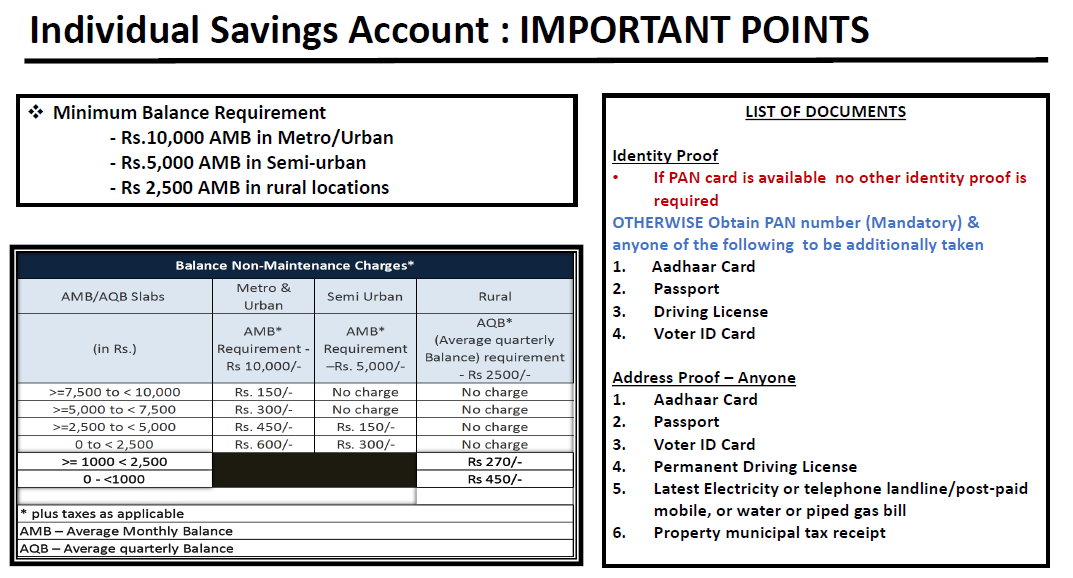 Individual Savings Account : IMPORTANT POINTS
❖ Minimum Balance Requirement
- Rs.10,000 AMB in Metro/Urban
- Rs.5,000 AMB in Semi-urban
- Rs 2,500 AMB in rural locations
Balance Non-Maintenance Charges*
AMB/AQB Slabs | Metro & Urban | Semi Urban | Rural
(in Rs.) | AMB* Requirement - Rs 10,000/- | AMB* Requirement –Rs. 5,000/- | AQB* (Average quarterly Balance) requirement - Rs 2500/-
>=7,500 to < 10,000 | Rs. 150/- | No charge | No charge
>=5,000 to < 7,500 | Rs. 300/- | No charge | No charge
>=2,500 to < 5,000 | Rs. 450/- | Rs. 150/- | No charge
0 to < 2,500 | Rs. 600/- | Rs. 300/- | No charge
>= 1000 < 2,500 | Rs 270/-
0 - <1000 | Rs 450/-
* plus taxes as applicable
AMB – Average Monthly Balance
AQB – Average quarterly Balance
LIST OF DOCUMENTS
Identity Proof
• If PAN card is available no other identity proof is
required
OTHERWISE Obtain PAN number (Mandatory) &
anyone of the following to be additionally taken
1. Aadhaar Card
2. Passport
3. Driving License
4. Voter ID Card
Address Proof – Anyone
1. Aadhaar Card
2. Passport
3. Voter ID Card
4. Permanent Driving License
5. Latest Electricity or telephone landline/post-paid
mobile, or water or piped gas bill
6. Property municipal tax receipt